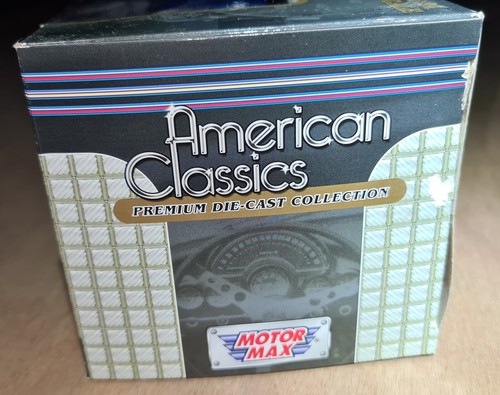 American
Classics
PREMIUM DIE-CAST COLLECTION
MOTOR
MAX